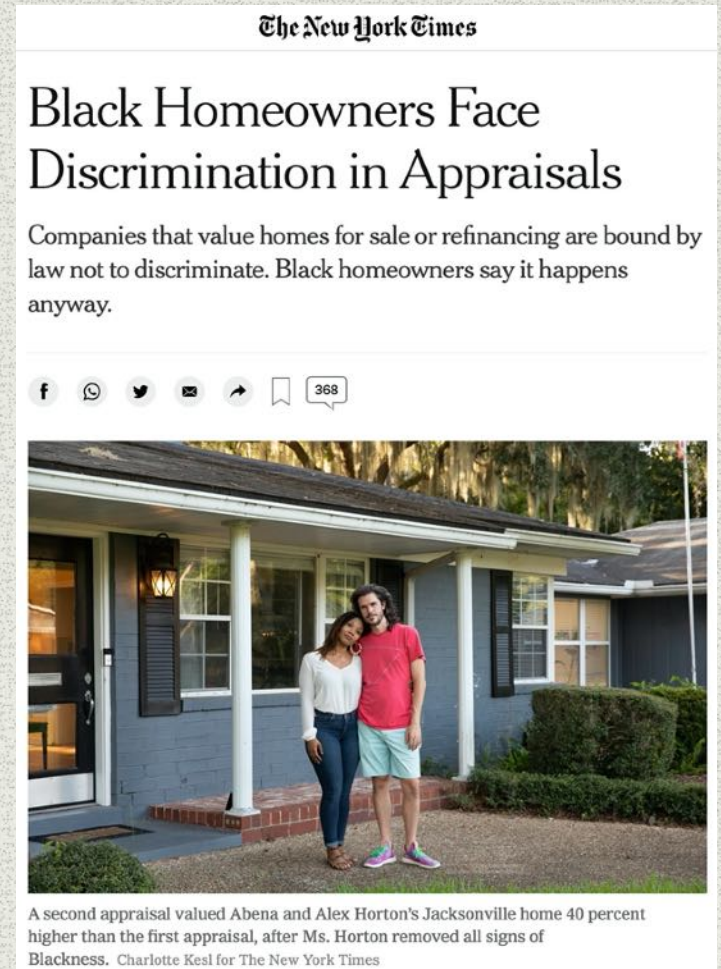 The New York Times
Black Homeowners Face
Discrimination in Appraisals
Companies that value homes for sale or refinancing are bound by
law not to discriminate. Black homeowners say it happens
anyway.
368
A second appraisal valued Abena and Alex Horton's Jacksonville home 40 percent
higher than the first appraisal, after Ms. Horton removed all signs of
Blackness. Charlotte Kesl for The New York Times